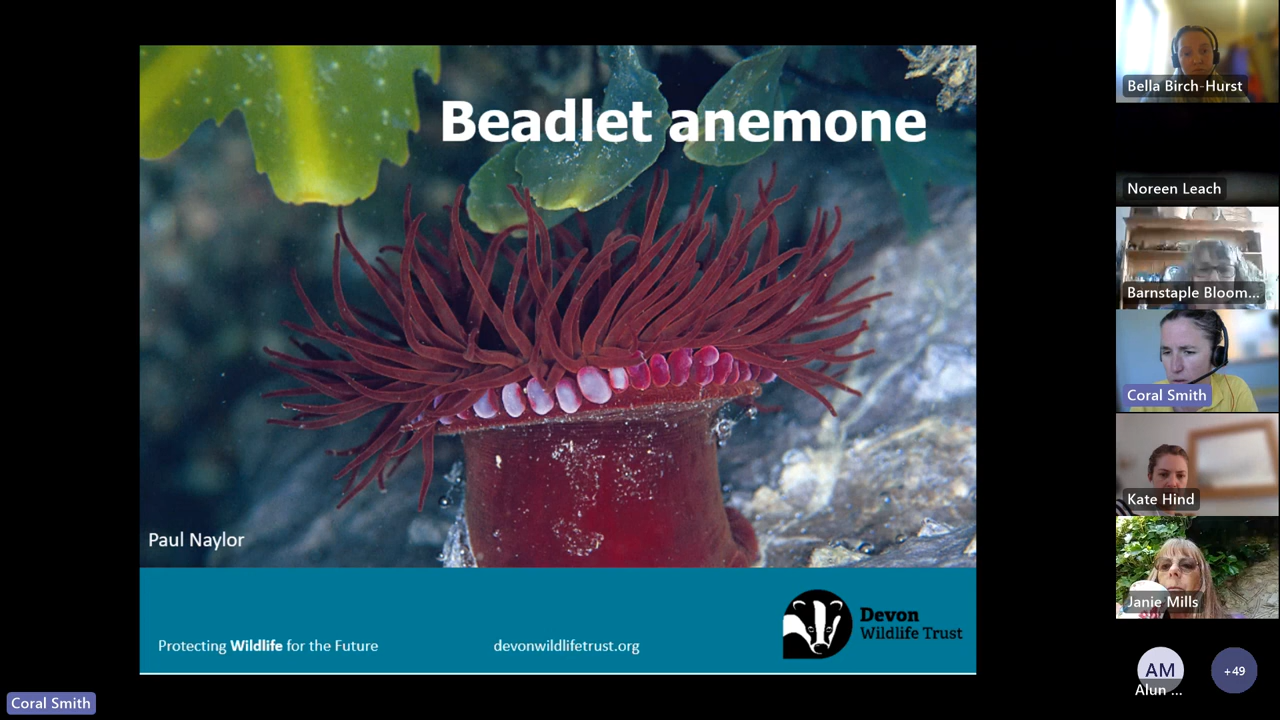 Beadlet anemone
Paul Naylor
Protecting Wildlife for the Future
devonwildlifetrust.org
Devon
Wildlife Trust
Bella Birch-Hurst
Noreen Leach
Barnstaple Bloom...
Coral Smith
Kate Hind
Janie Mills
AM
Alun ...
+49
Coral Smith